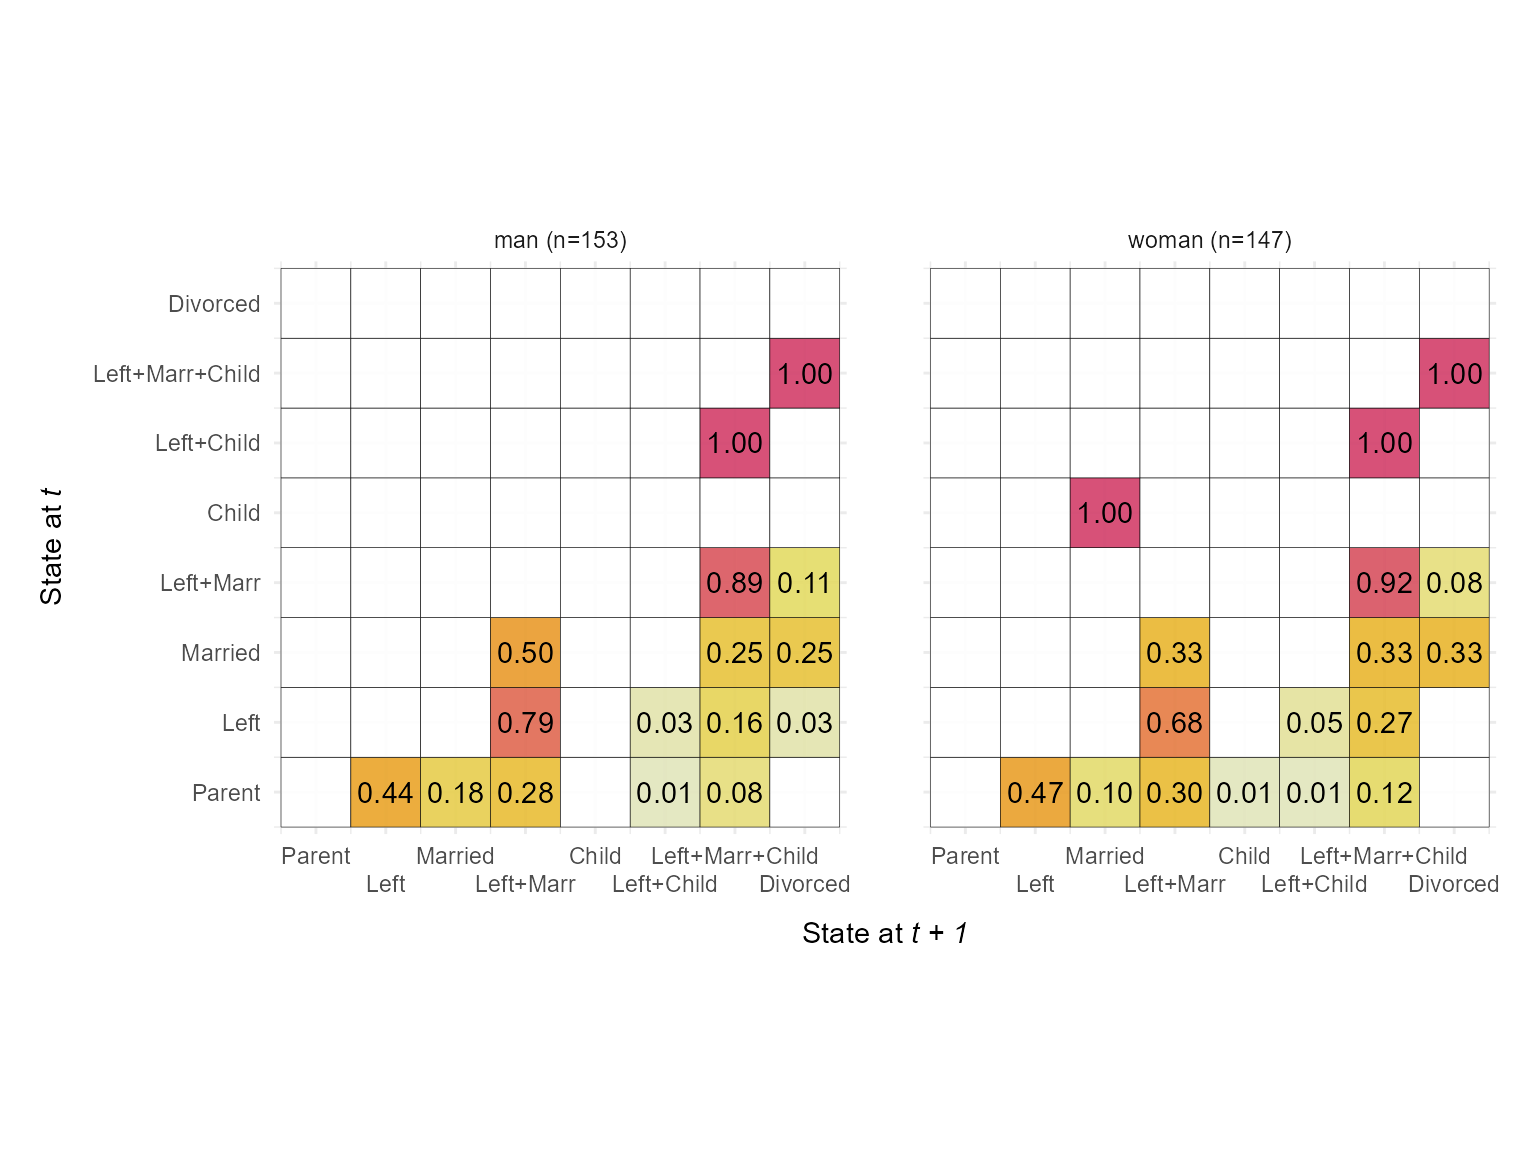 man (n=153)
woman (n=147)
State at t
Divorced
Left+Marr+Child 1.00 1.00
Left+Child 1.00 1.00
Child 1.00
Left+Marr 0.89 0.11 0.92 0.08
Married 0.50 0.25 0.25 0.33 0.33 0.33
Left 0.79 0.03 0.16 0.03 0.68 0.05 0.27
Parent 0.44 0.18 0.28 0.01 0.08 0.47 0.10 0.30 0.01 0.01 0.12
Parent Married Child Left+Marr+Child Parent Married Child Left+Marr+Child
Left Left+Marr Left+Child Divorced Left Left+Marr Left+Child Divorced
State at t + 1